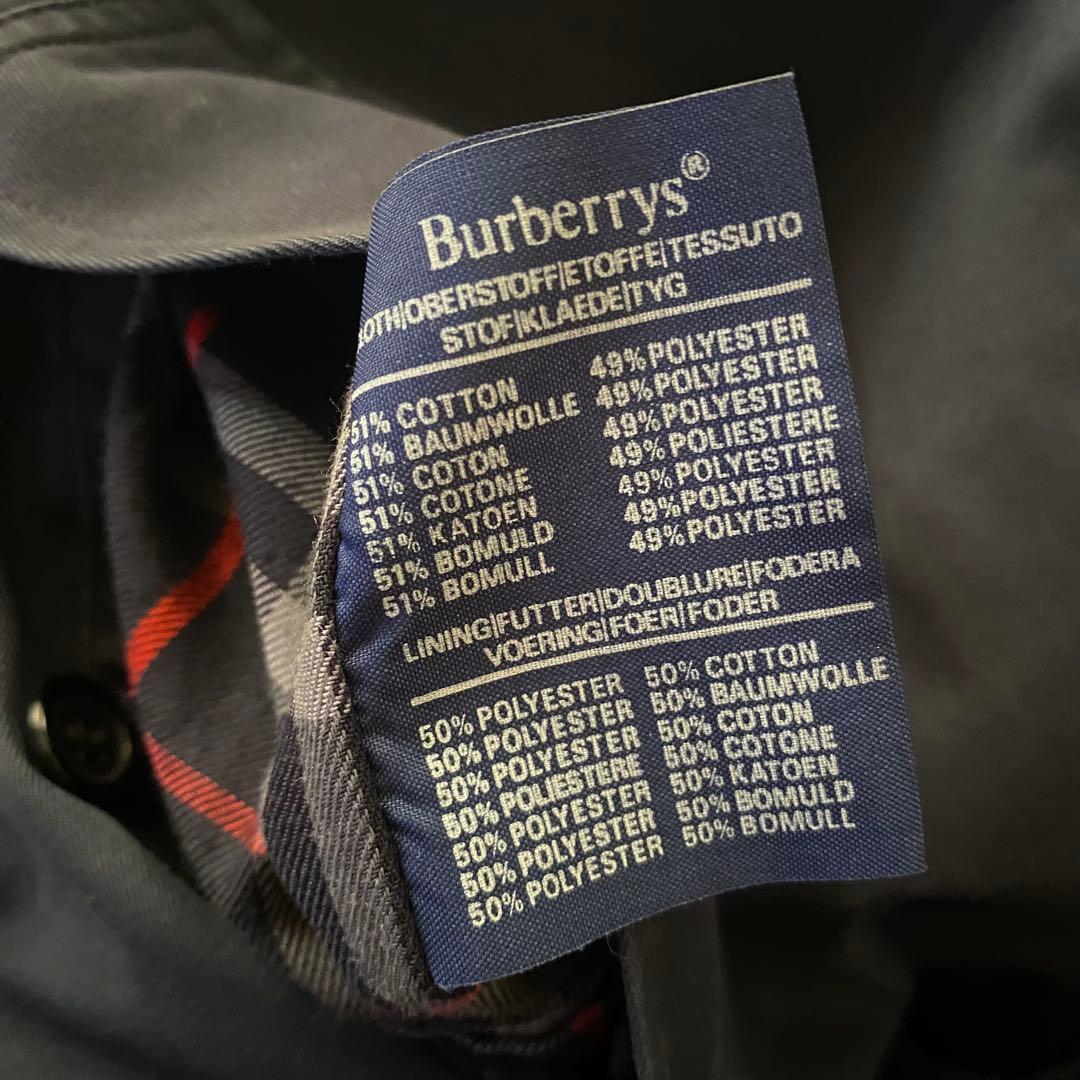 Burberrys®
LOTH|OBERSTOFF|ETOFFE|TESSUTO
STOF|KLAEDE|TYG
51% COTTON 49% POLYESTER
51% BAUMWOLLE 49% POLYESTER
51% COTON 49% POLYESTER
51% COTONE 49% POLIESTERE
51% KATOEN 49% POLYESTER
51% BOMULD 49% POLYESTER
51% BOMULL 49% POLYESTER
LINING|FUTTER|DOUBLURE|FODERA
VOERING|FOER|FODER
50% POLYESTER 50% COTTON
50% POLYESTER 50% BAUMWOLLE
50% POLYESTER 50% COTON
50% POLIESTERE 50% COTONE
50% POLYESTER 50% KATOEN
50% POLYESTER 50% BOMULD
50% POLYESTER 50% BOMULL